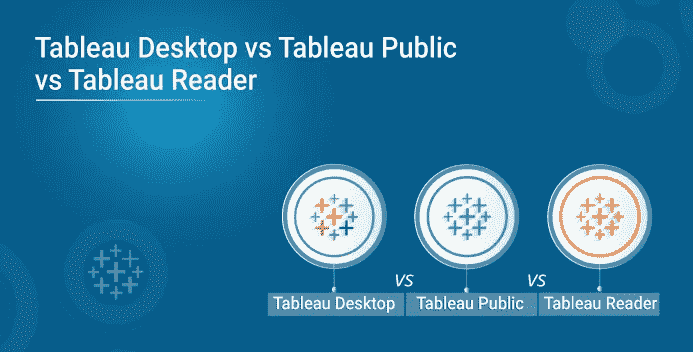 Tableau Desktop vs Tableau Public
vs Tableau Reader
VS VS
Tableau Desktop Tableau Public Tableau Reader